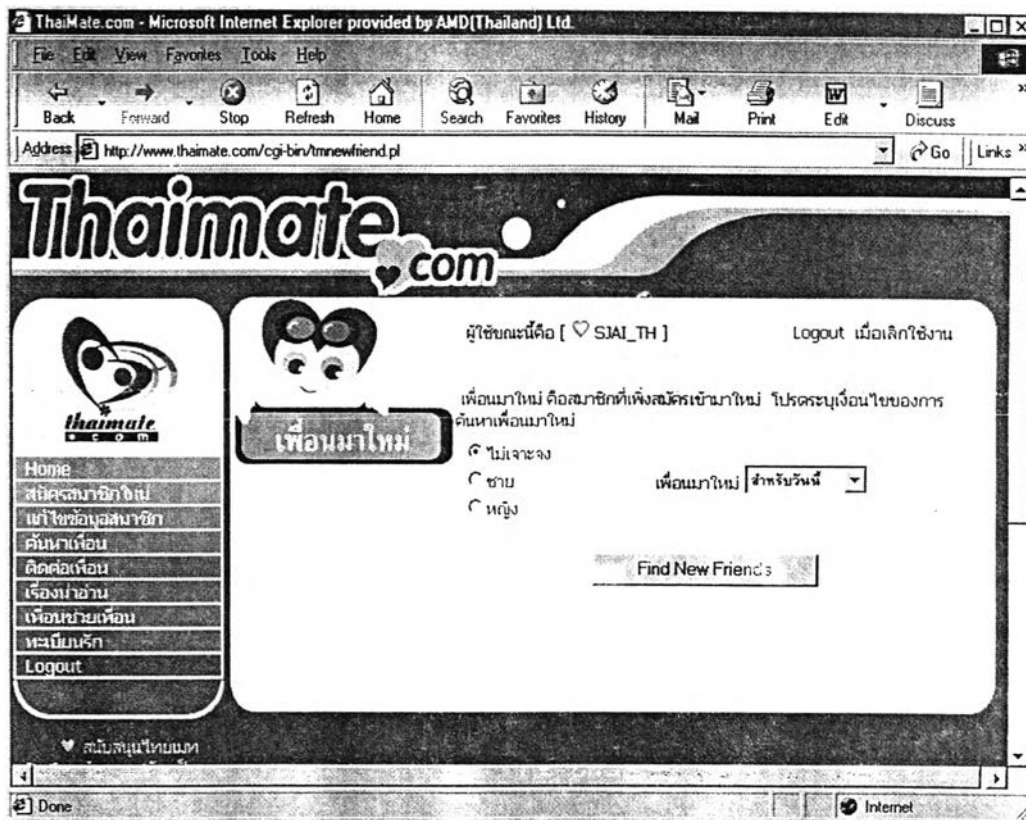 ThaiMate.com - Microsoft Internet Explorer provided by AMD(Thailand) Ltd.
File Edit View Favorites Tools Help
Back Forward Stop Refresh Home Search Favorites History Mail Print Edit Discuss
Address http://www.thaimate.com/cgi-bin/tmnewfriend.pl Go Links
Thaimate.com
ผู้ใช้ขณะนี้คือ [ ♡ SJAI_TH ] Logout เมื่อเลิกใช้งาน
thaimate
.com
เพื่อนมาใหม่
เพื่อนมาใหม่ คือสมาชิกที่เพิ่งสมัครเข้ามาใหม่ โปรดระบุเงื่อนไขของการ
ค้นหาเพื่อนมาใหม่
ไม่เจาะจง
ชาย
หญิง
เพื่อนมาใหม่ สำหรับวันนี้
Find New Friends
Home
สมัครสมาชิกใหม่
แก้ไขข้อมูลสมาชิก
ค้นหาเพื่อน
ติดต่อเพื่อน
เรื่องน่าอ่าน
เพื่อนช่วยเพื่อน
ทะเบียนรัก
Logout
♥ สนับสนุนไทยเมท
Done Internet